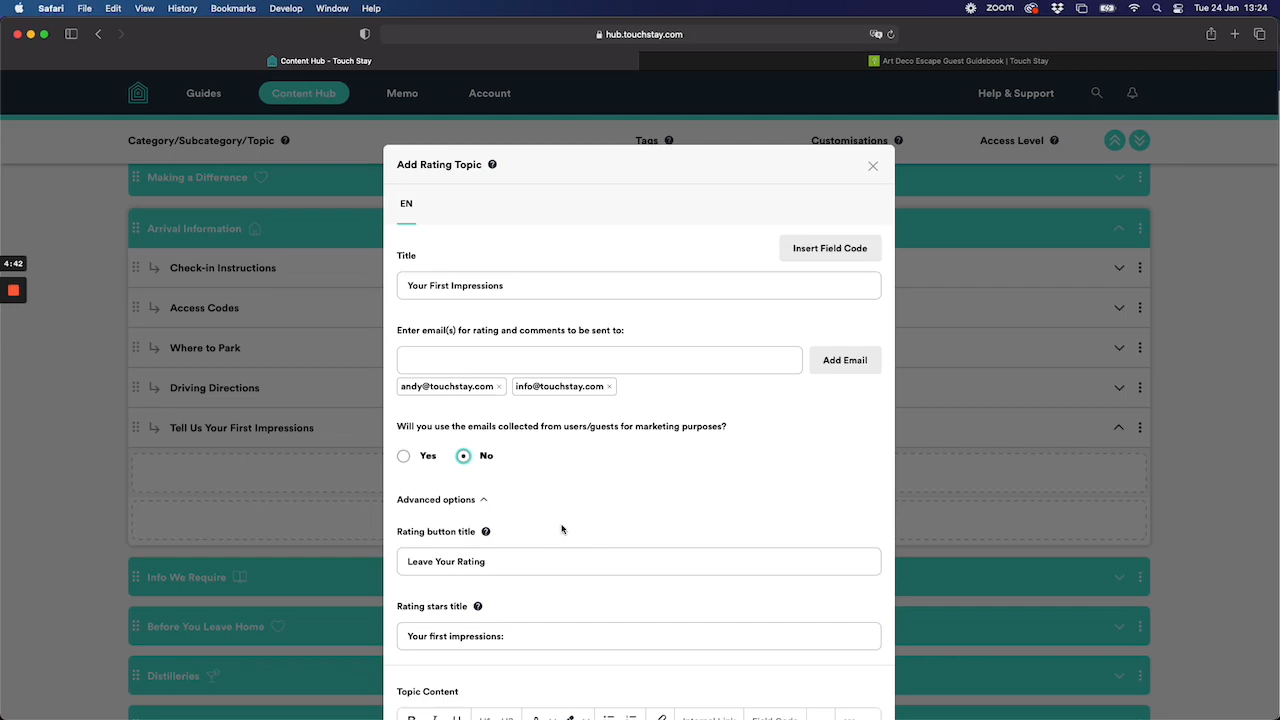 Safari File Edit View History Bookmarks Develop Window Help ZOOM Tue 24 Jan 13:24
hub.touchstay.com
Content Hub – Touch Stay
Art Deco Escape Guest Guidebook | Touch Stay
Guides Content Hub Memo Account Help & Support
Category/Subcategory/Topic ? Tags ? Customisations ? Access Level ?
Making a Difference
Arrival Information
Check-in Instructions
Access Codes
Where to Park
Driving Directions
Tell Us Your First Impressions
Info We Require
Before You Leave Home
Distilleries
4:42
Add Rating Topic ?
EN
Insert Field Code
Title
Your First Impressions
Enter email(s) for rating and comments to be sent to:
Add Email
andy@touchstay.com × info@touchstay.com ×
Will you use the emails collected from users/guests for marketing purposes?
Yes No
Advanced options
Rating button title ?
Leave Your Rating
Rating stars title ?
Your first impressions:
Topic Content